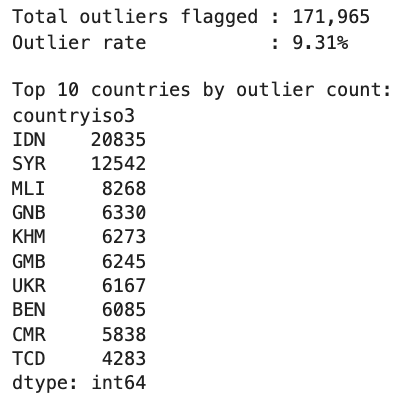 Total outliers flagged : 171,965
Outlier rate           : 9.31%

Top 10 countries by outlier count:
countryiso3
IDN    20835
SYR    12542
MLI     8268
GNB     6330
KHM     6273
GMB     6245
UKR     6167
BEN     6085
CMR     5838
TCD     4283
dtype: int64